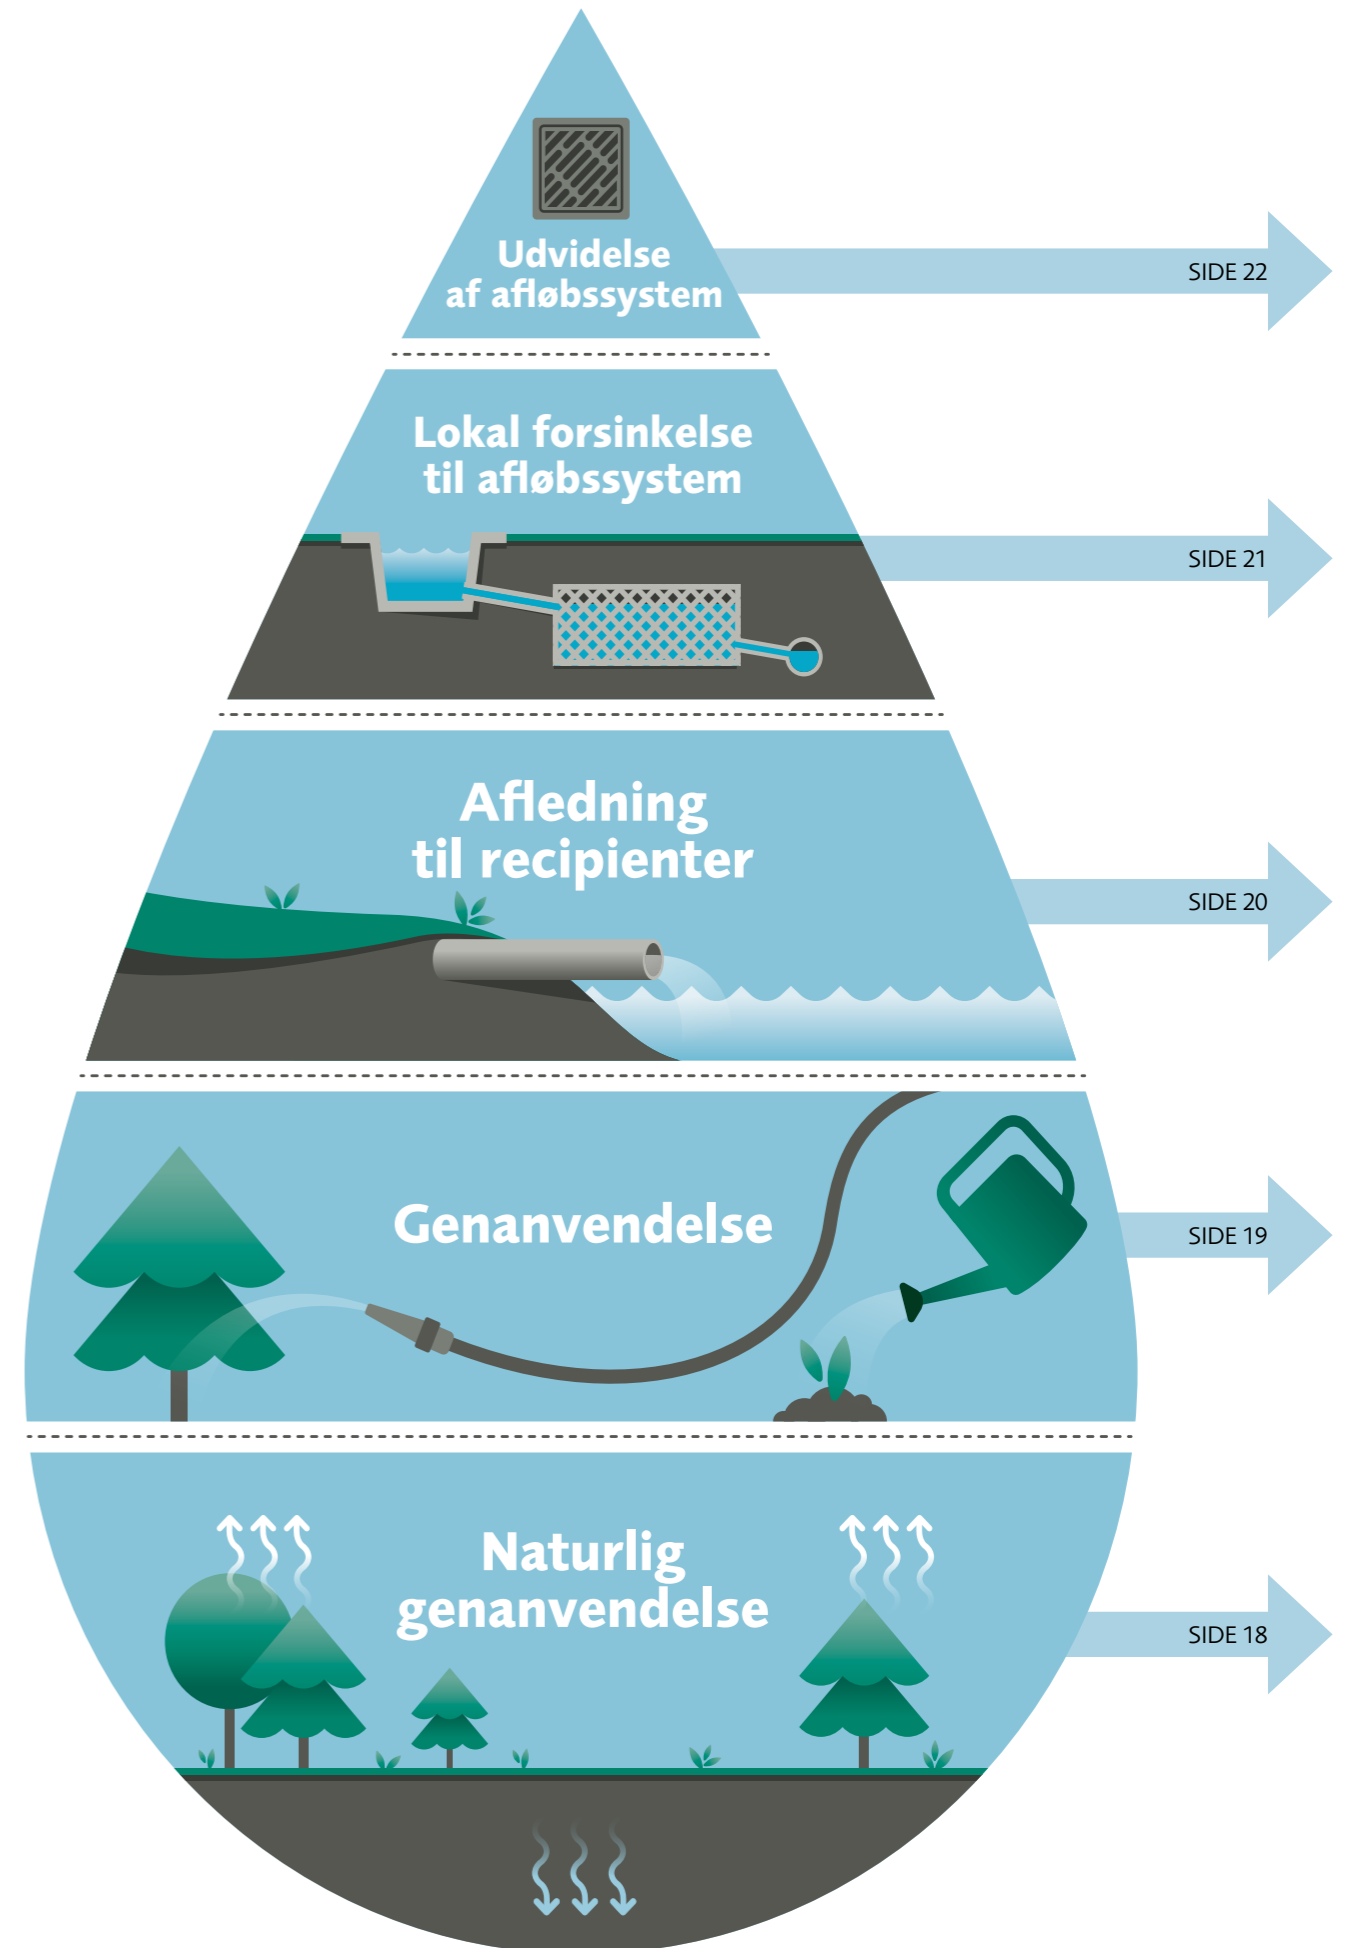 Udvidelse
af afløbssystem
SIDE 22
Lokal forsinkelse
til afløbssystem
SIDE 21
Afledning
til recipienter
SIDE 20
Genanvendelse
SIDE 19
Naturlig
genanvendelse
SIDE 18